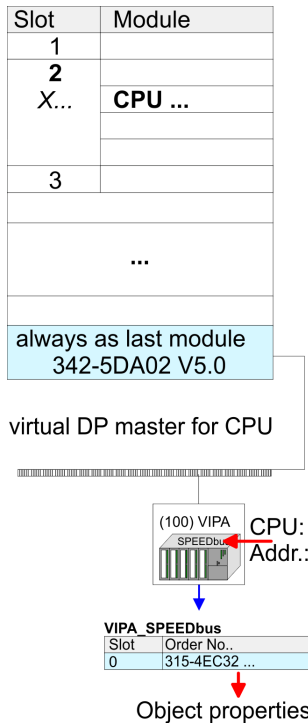 Slot Module
1
2
X... CPU ...
3
...
always as last module
342-5DA02 V5.0
virtual DP master for CPU
(100) VIPA
SPEEDbus
CPU:
Addr.:
VIPA_SPEEDbus
Slot Order No..
0 315-4EC32 ...
Object properties